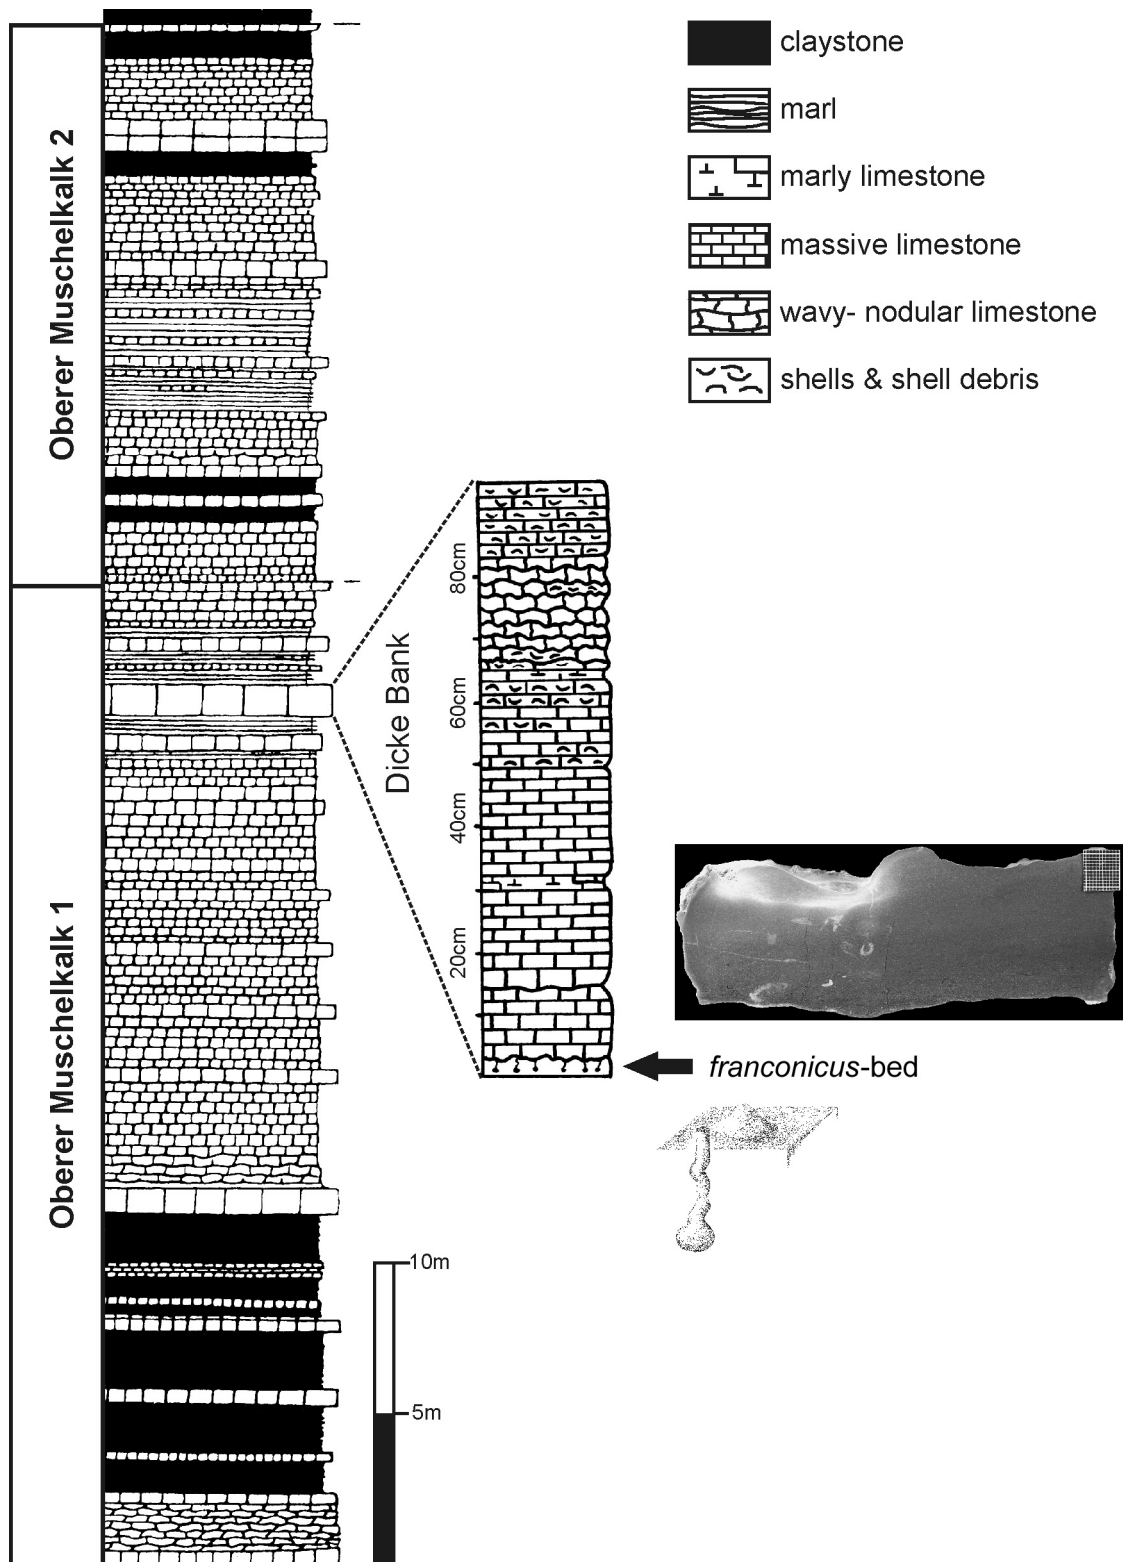 claystone
marl
marly limestone
massive limestone
wavy- nodular limestone
shells & shell debris
Oberer Muschelkalk 2
Oberer Muschelkalk 1
Dicke Bank
80cm
60cm
40cm
20cm
franconicus-bed
10m
5m